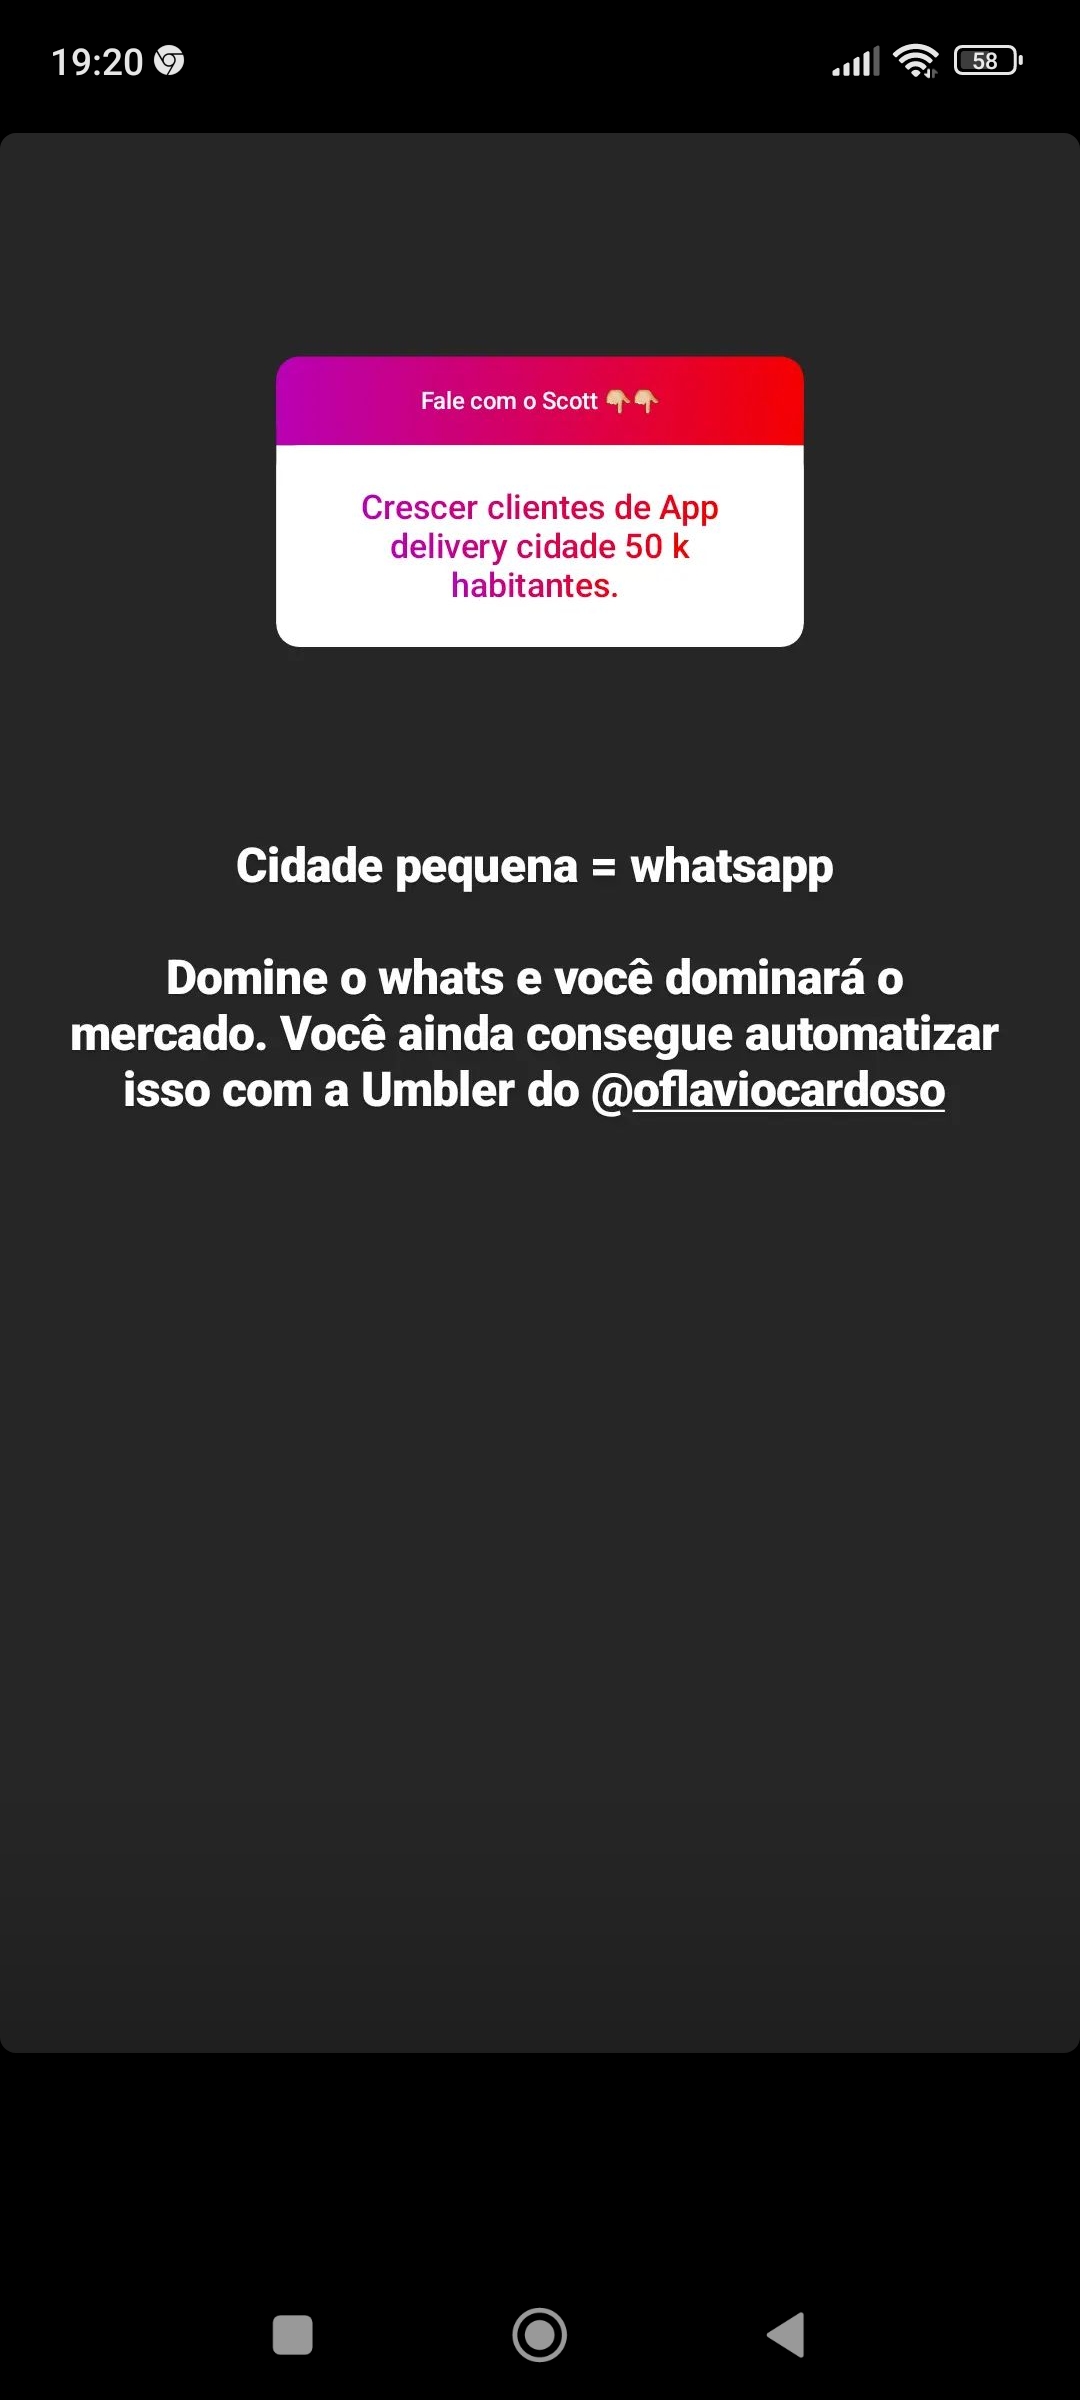 19:20
58
Fale com o Scott 👇🏼👇🏼
Crescer clientes de App
delivery cidade 50 k
habitantes.
Cidade pequena = whatsapp
Domine o whats e você dominará o
mercado. Você ainda consegue automatizar
isso com a Umbler do @oflaviocardoso